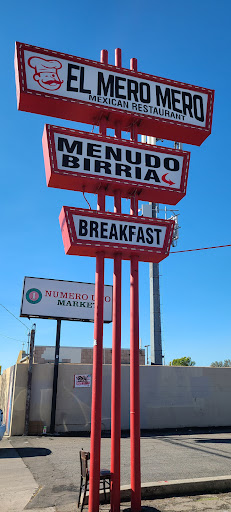 EL MERO MERO
MEXICAN RESTAURANT
MENUDO
BIRRIA
BREAKFAST
NUMERO UNO
MARKET